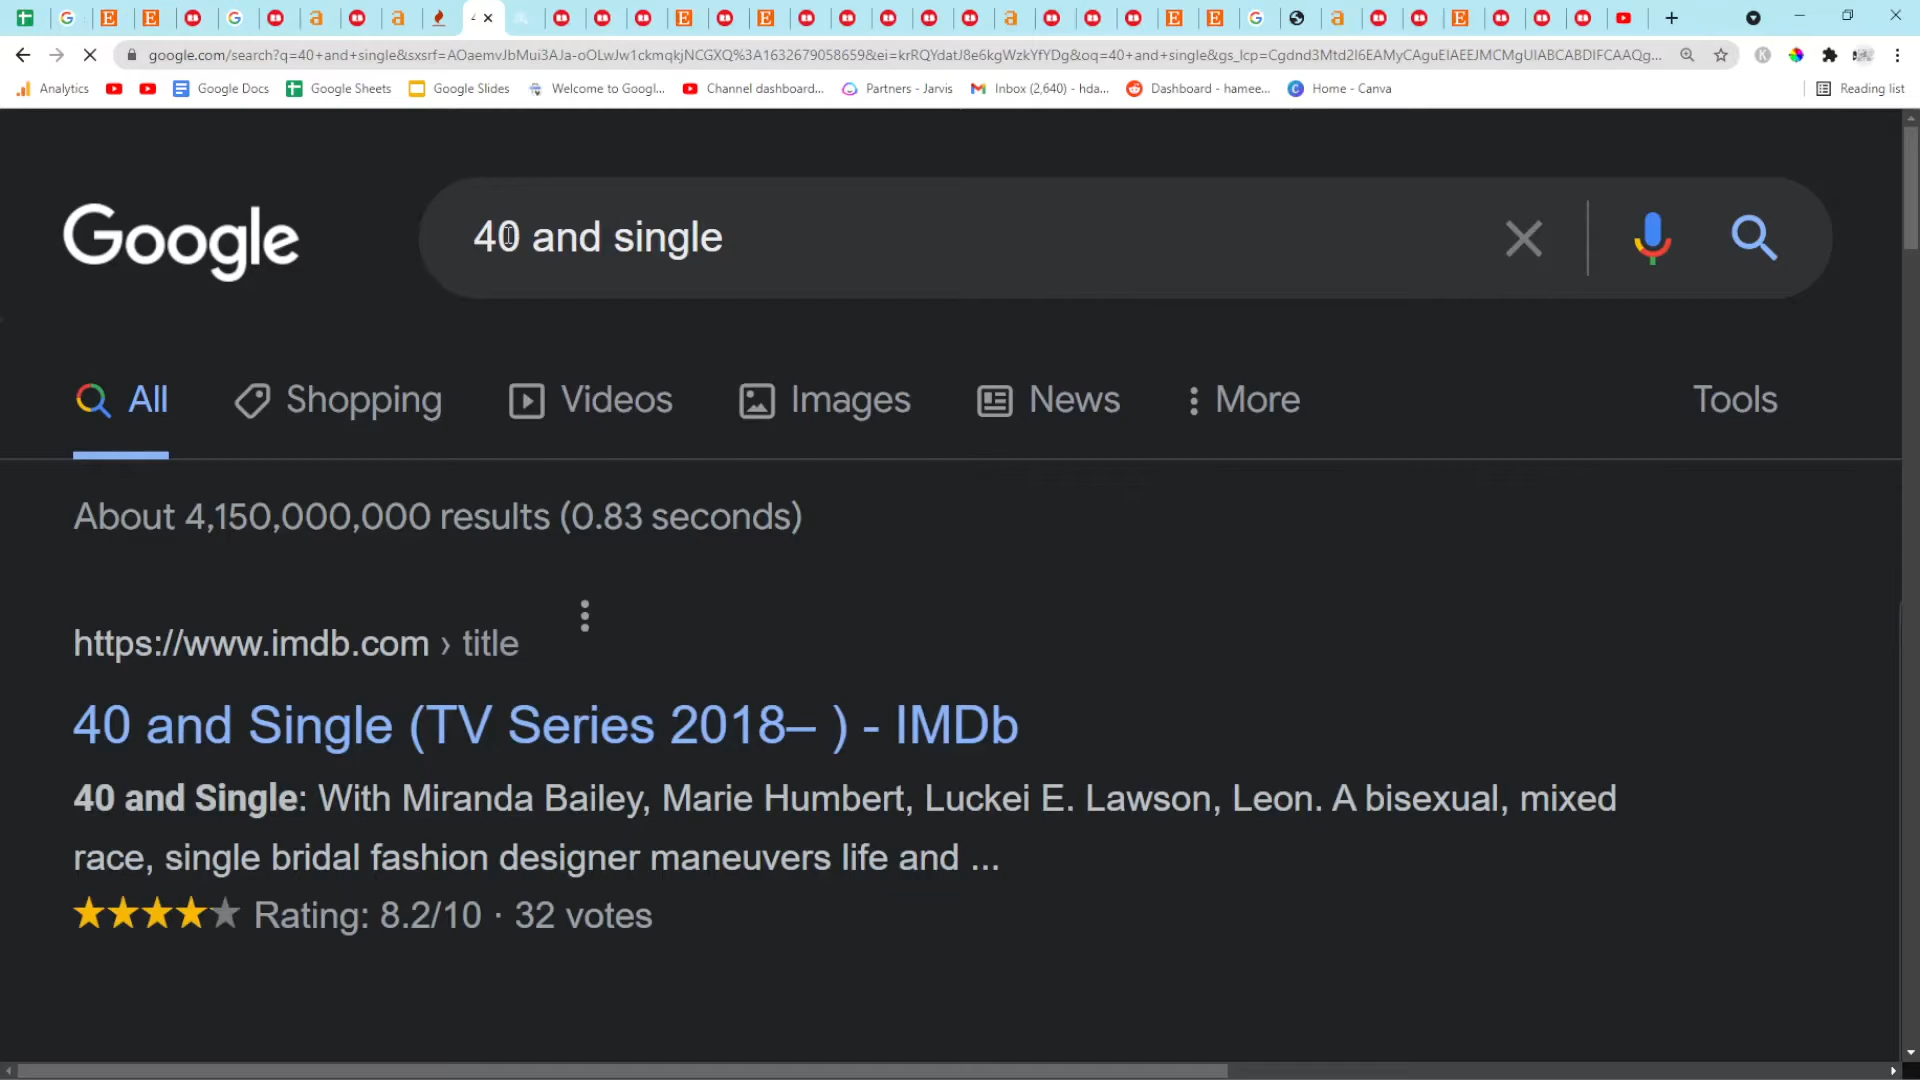 google.com/search?q=40+and+single&sxsrf=AOaemvJbMui3AJa-oOLwJw1ckmqkjNCGXQ%3A1632679058659&ei=krRQYdatJ8e6kgWzkYfYDg&oq=40+and+single&gs_lcp=Cgdnd3Mtd2l6EAMyCAguEIAEEJMCMgUIABCABDIFCAAQg...
Analytics Google Docs Google Sheets Google Slides Welcome to Googl... Channel dashboard... Partners - Jarvis Inbox (2,640) - hda... Dashboard - hamee... Home - Canva Reading list
Google 40 and single
All Shopping Videos Images News More Tools
About 4,150,000,000 results (0.83 seconds)
https://www.imdb.com › title
40 and Single (TV Series 2018– ) - IMDb
40 and Single: With Miranda Bailey, Marie Humbert, Luckei E. Lawson, Leon. A bisexual, mixed
race, single bridal fashion designer maneuvers life and ...
Rating: 8.2/10 · 32 votes